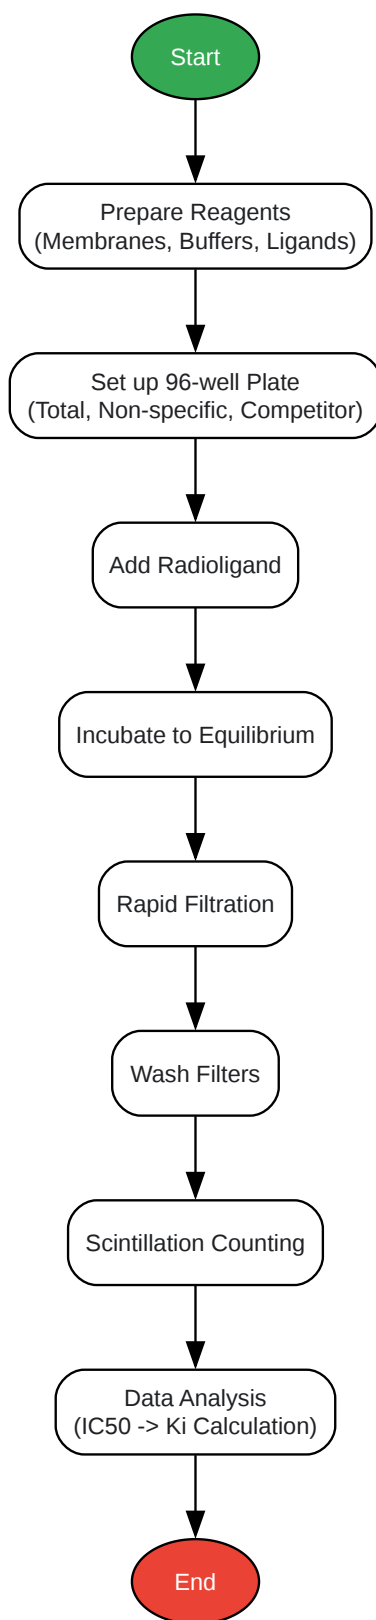 Start
Prepare Reagents
(Membranes, Buffers, Ligands)
Set up 96-well Plate
(Total, Non-specific, Competitor)
Add Radioligand
Incubate to Equilibrium
Rapid Filtration
Wash Filters
Scintillation Counting
Data Analysis
(IC50 -> Ki Calculation)
End